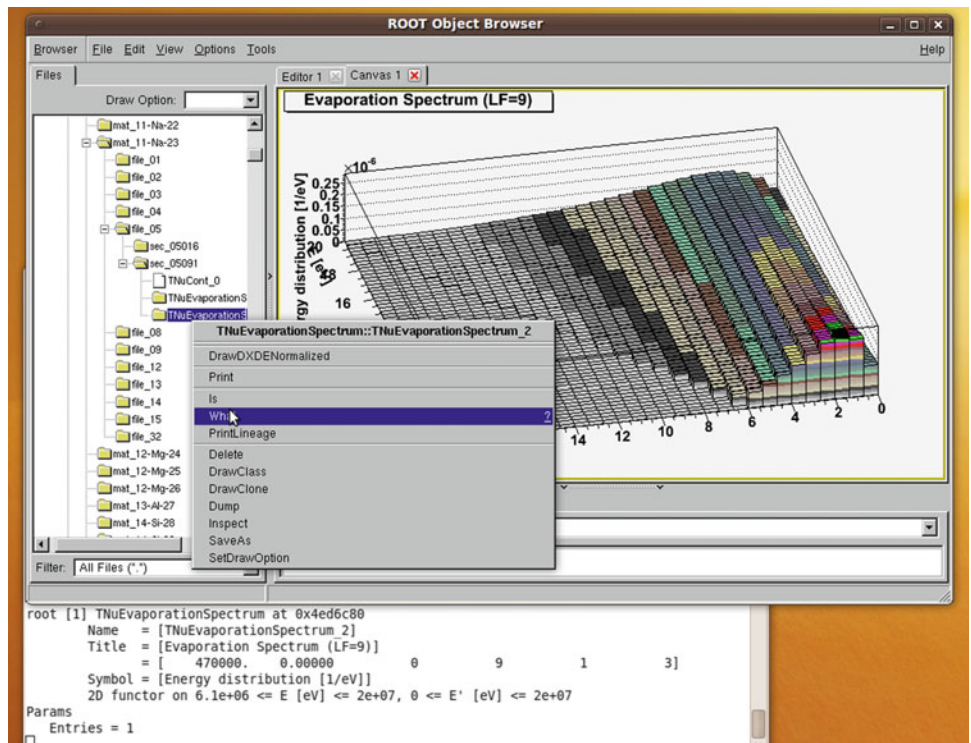 ROOT Object Browser
Browser File Edit View Options Tools Help
Files
Editor 1 Canvas 1
Draw Option:
mat_11-Na-22
mat_11-Na-23
file_01
file_02
file_03
file_04
file_05
sec_05016
sec_05091
TNuCont_0
TNuEvaporationS
TNuEvaporationS
file_08
file_09
file_12
file_13
file_14
file_15
file_32
mat_12-Mg-24
mat_12-Mg-25
mat_12-Mg-26
mat_13-Al-27
mat_14-Si-28
Filter: All Files (*.*)
Evaporation Spectrum (LF=9)
×10-6
0.25
0.2
0.15
0.1
0.05
0
gy distribution [1/eV]
20
[eV]
16
14 12 10 8 6 4 2 0
TNuEvaporationSpectrum::TNuEvaporationSpectrum_2
DrawDXDENormalized
Print
Is
?
PrintLineage
Delete
DrawClass
DrawClone
Dump
Inspect
SaveAs
SetDrawOption
root [1] TNuEvaporationSpectrum at 0x4ed6c80
Name = [TNuEvaporationSpectrum_2]
Title = [Evaporation Spectrum (LF=9)]
= [ 470000. 0.00000 0 9 1 3]
Symbol = [Energy distribution [1/eV]]
2D functor on 6.1e+06 <= E [eV] <= 2e+07, 0 <= E' [eV] <= 2e+07
Params
Entries = 1